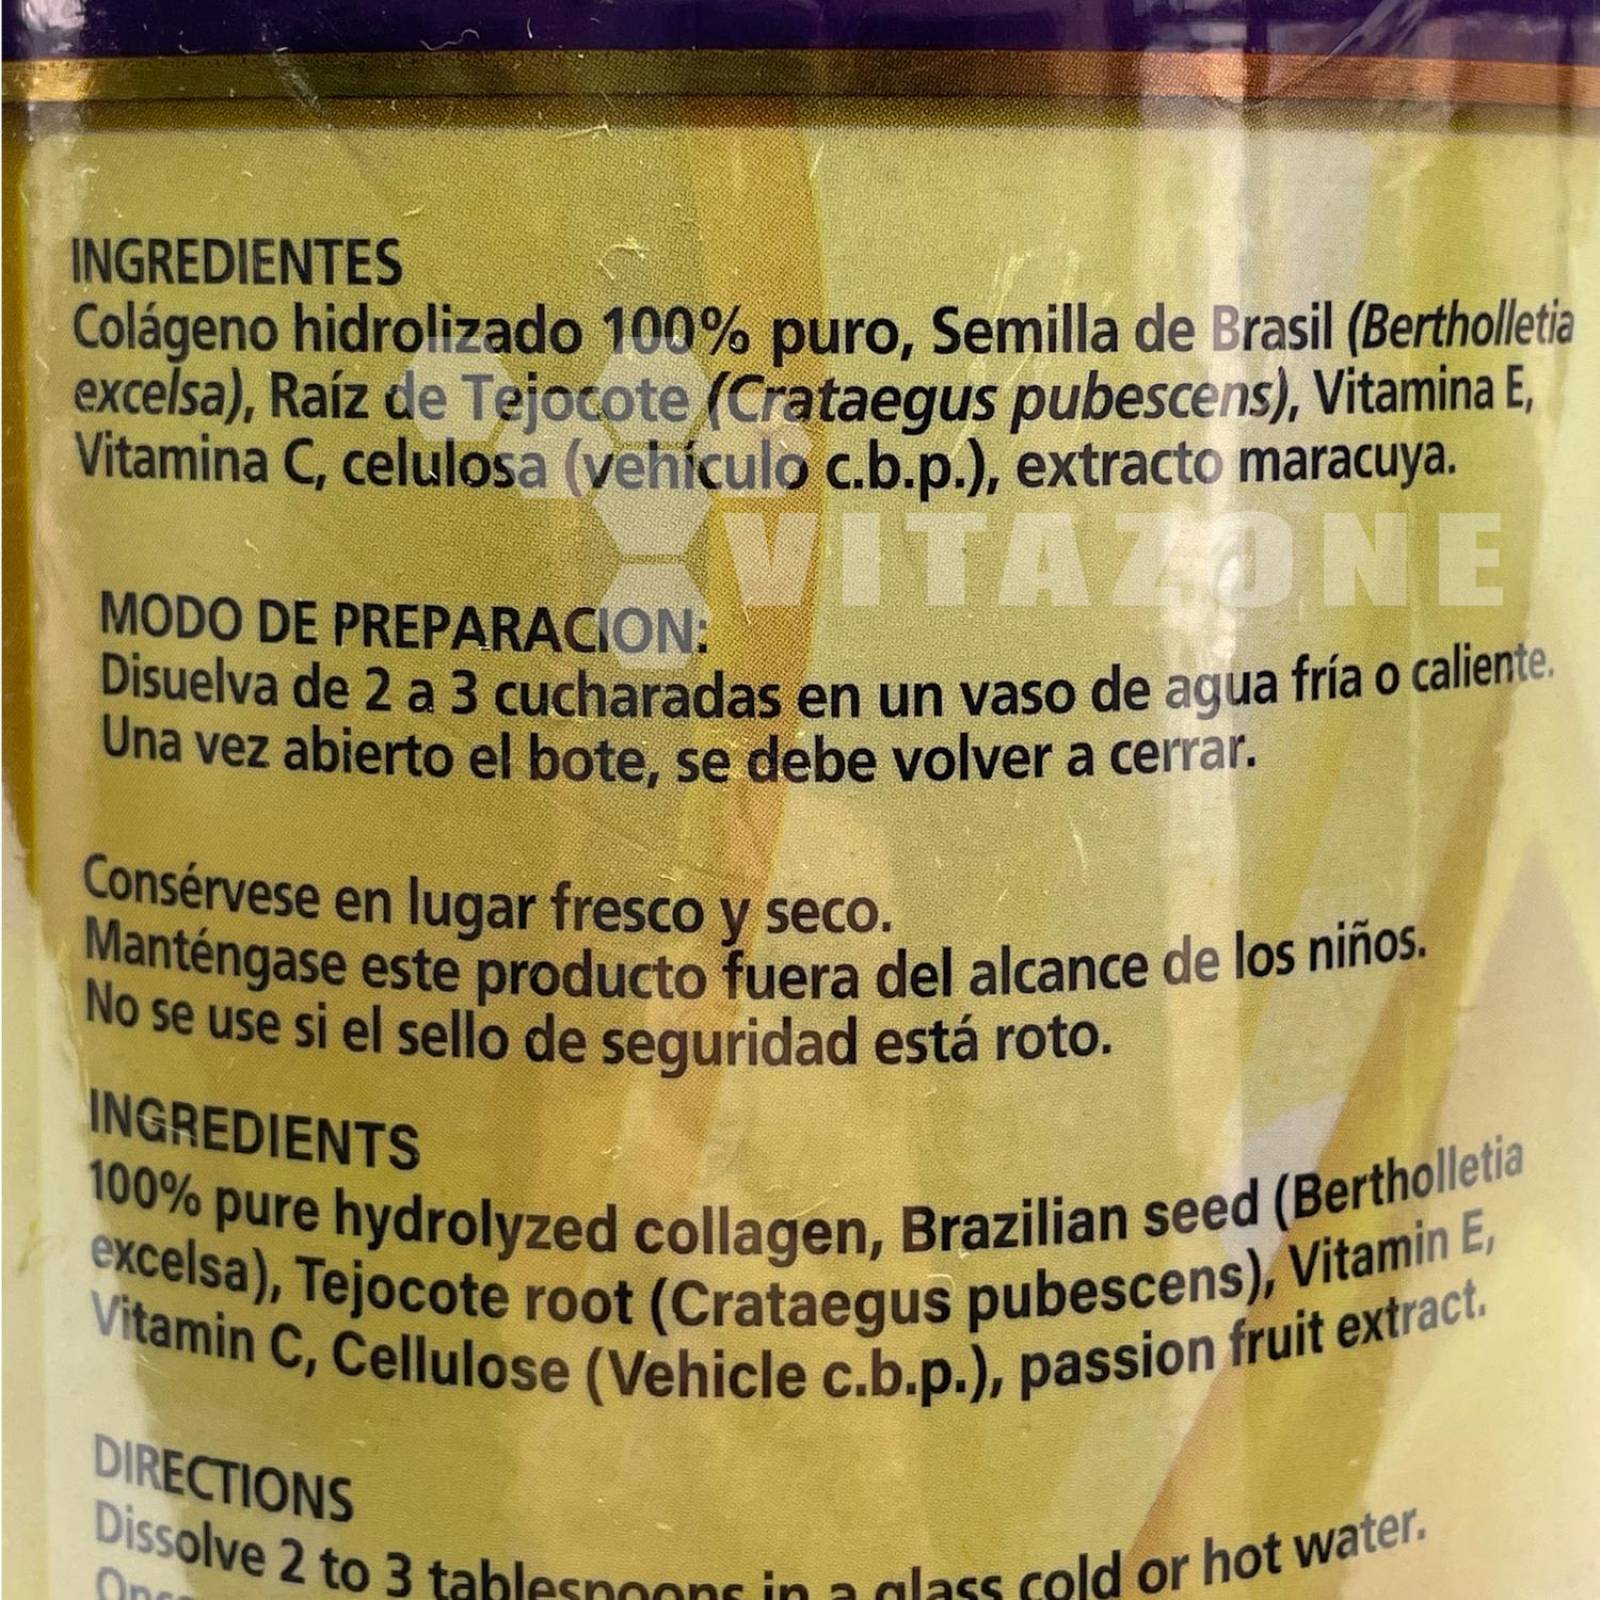 INGREDIENTES
Colágeno hidrolizado 100% puro, Semilla de Brasil (Bertholletia
excelsa), Raíz de Tejocote (Crataegus pubescens), Vitamina E,
Vitamina C, celulosa (vehículo c.b.p.), extracto maracuya.
VITAZONE
MODO DE PREPARACION:
Disuelva de 2 a 3 cucharadas en un vaso de agua fría o caliente.
Una vez abierto el bote, se debe volver a cerrar.
Consérvese en lugar fresco y seco.
Manténgase este producto fuera del alcance de los niños.
No se use si el sello de seguridad está roto.
INGREDIENTS
100% pure hydrolyzed collagen, Brazilian seed (Bertholletia
excelsa), Tejocote root (Crataegus pubescens), Vitamin E,
Vitamin C, Cellulose (Vehicle c.b.p.), passion fruit extract.
DIRECTIONS
Dissolve 2 to 3 tablespoons in a glass cold or hot water.